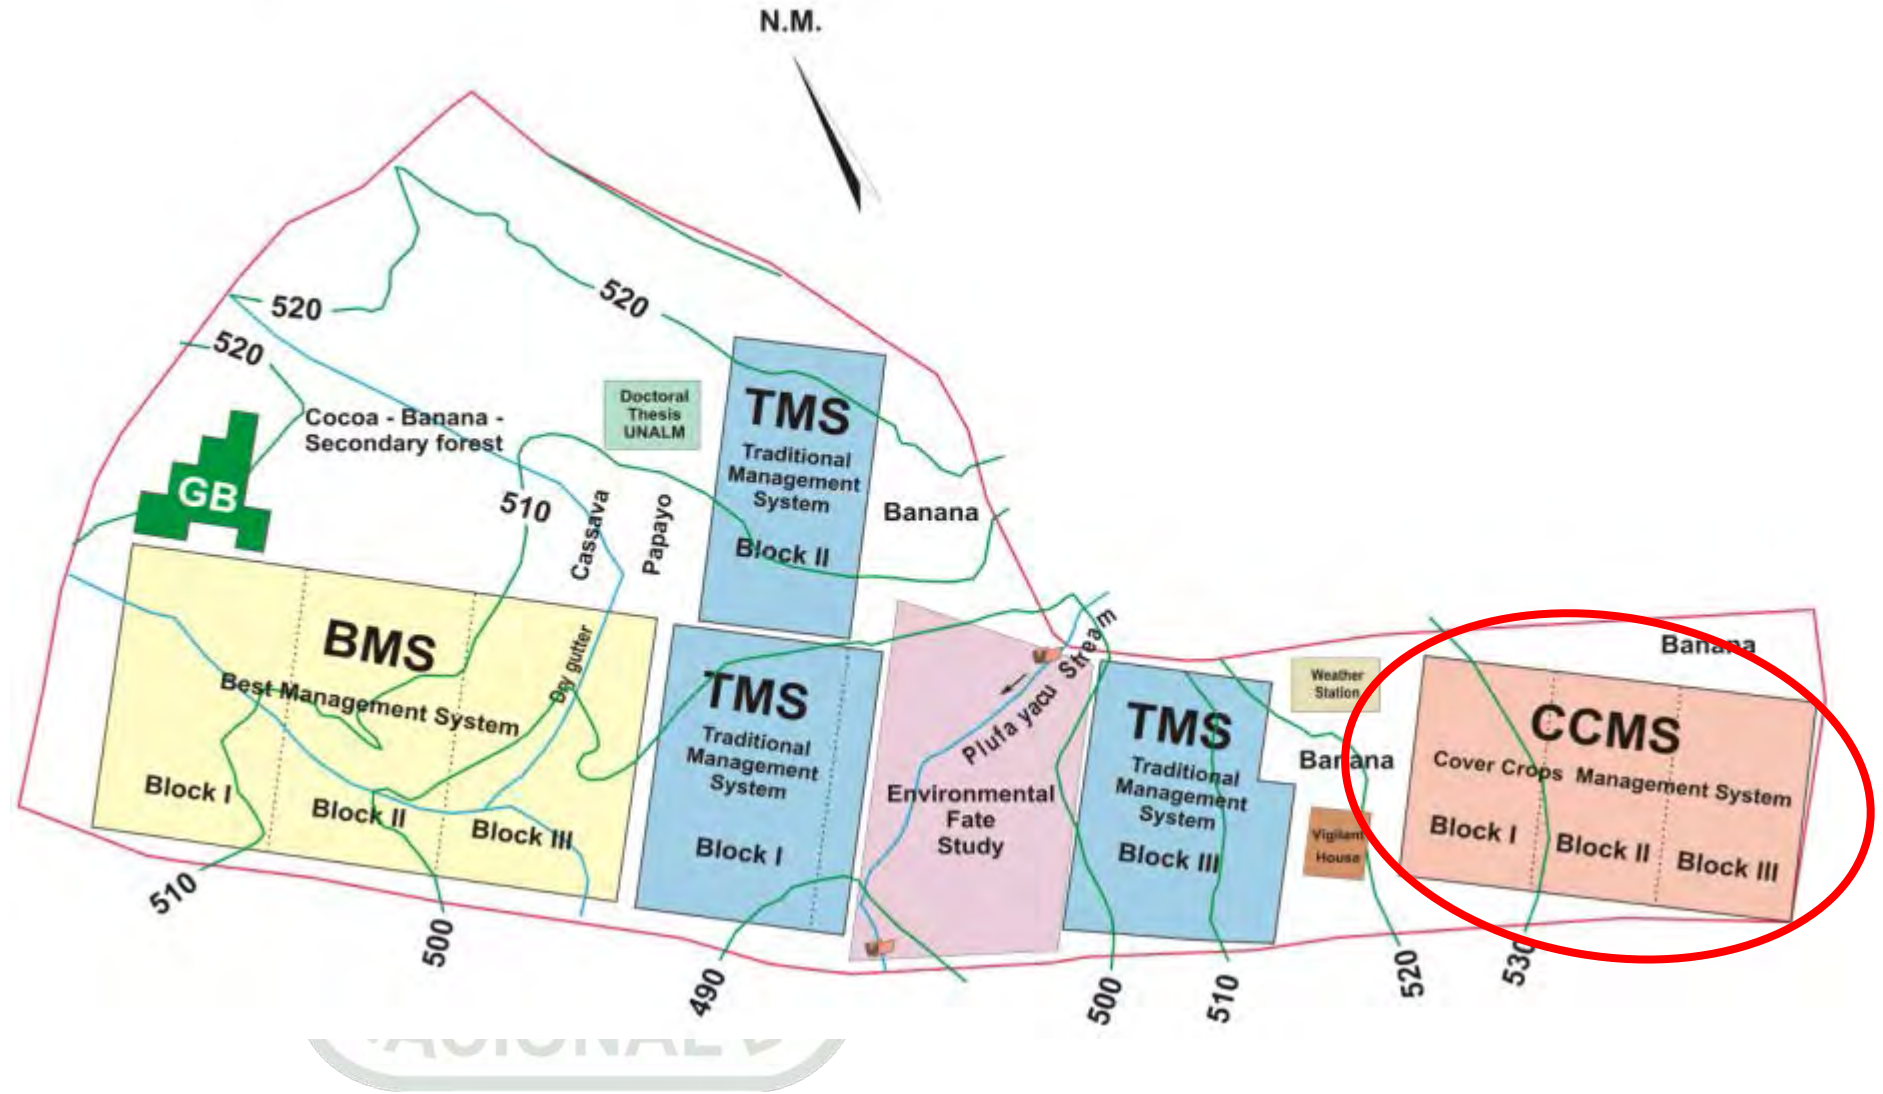 N.M.
520
520
520
Cocoa - Banana -
Secondary forest
GB
510
Cassava
Papayo
Doctoral
Thesis
UNALM
TMS
Traditional
Management
System
Block II
Banana
BMS
Best Management System
Dry gutter
Block I
Block II
Block III
TMS
Traditional
Management
System
Block I
Piufa yacu Stream
Environmental
Fate
Study
TMS
Traditional
Management
System
Block III
Weather
Station
Banana
Vigilant
House
Banana
CCMS
Cover Crops Management System
Block I
Block II
Block III
510
500
490
500
510
520
530